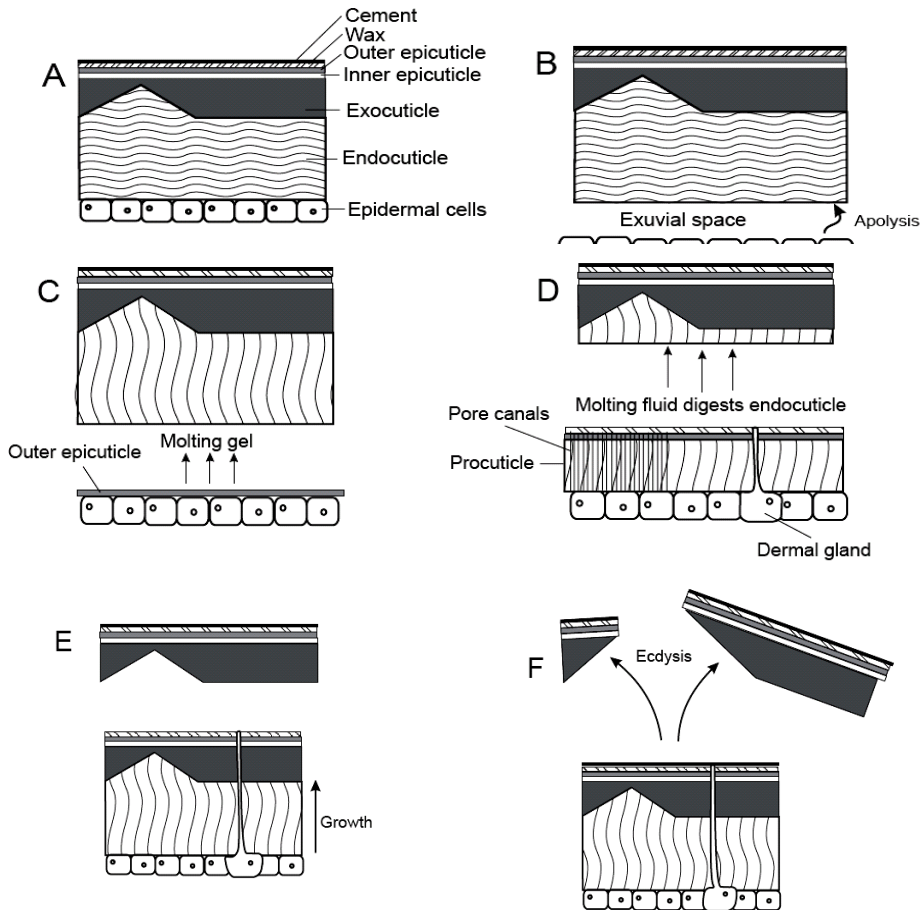 A
Cement
Wax
Outer epicuticle
Inner epicuticle
Exocuticle
Endocuticle
Epidermal cells
B
Exuvial space
Apolysis
C
Molting gel
Outer epicuticle
D
Molting fluid digests endocuticle
Pore canals
Procuticle
Dermal gland
E
Growth
F
Ecdysis